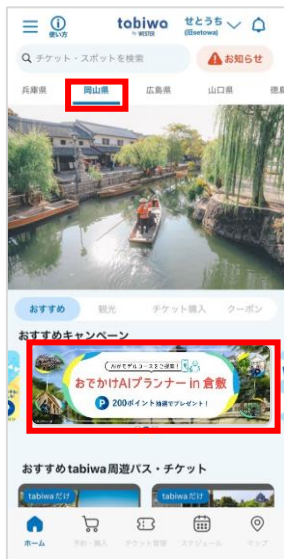 使い方
tabiwa
by WESTER
せとうち
(旧setowa)
チケット・スポットを検索
お知らせ
兵庫県 岡山県 広島県 山口県 徳島
おすすめ 観光 チケット購入 クーポン
おすすめキャンペーン
AIがモデルコースをご提案！
おでかけAIプランナー in 倉敷
P 200ポイント抽選でプレゼント！
おすすめtabiwa周遊パス・チケット
tabiwaだけ tabiwaだけ
ホーム 予約・購入 チケット管理 スケジュール マップ